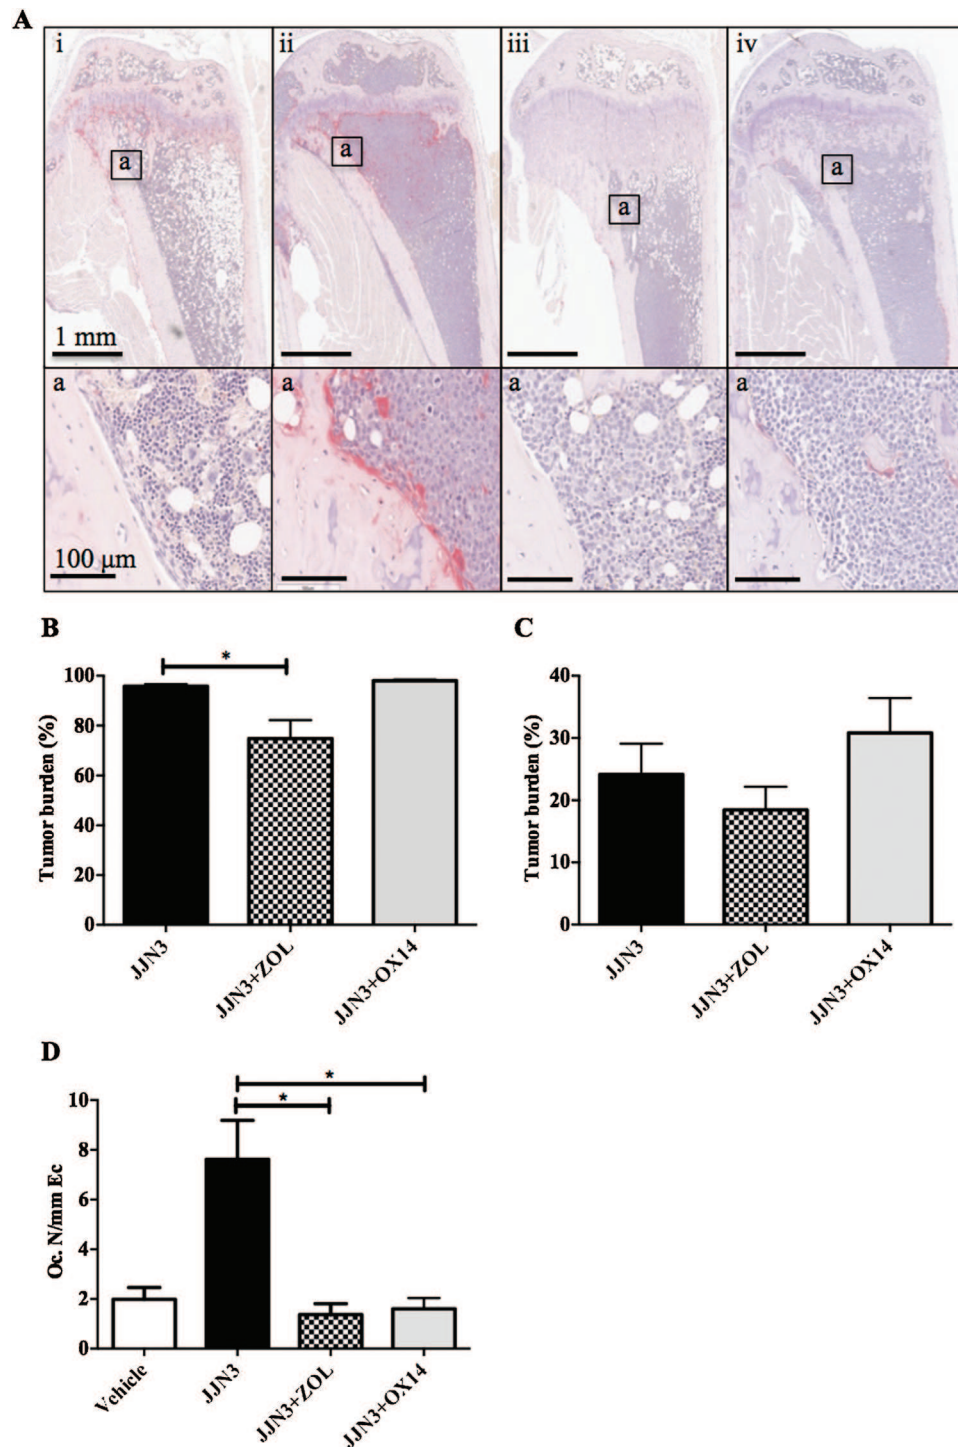 A
i ii iii iv
a a a a
1 mm
a a a a
100 µm
B
*
Tumor burden (%)
100
80
60
40
20
0
JJN3 JJN3+ZOL JJN3+OX14
C
Tumor burden (%)
40
30
20
10
0
JJN3 JJN3+ZOL JJN3+OX14
D
*
*
Oc. N/mm Ec
10
8
6
4
2
0
Vehicle JJN3 JJN3+ZOL JJN3+OX14